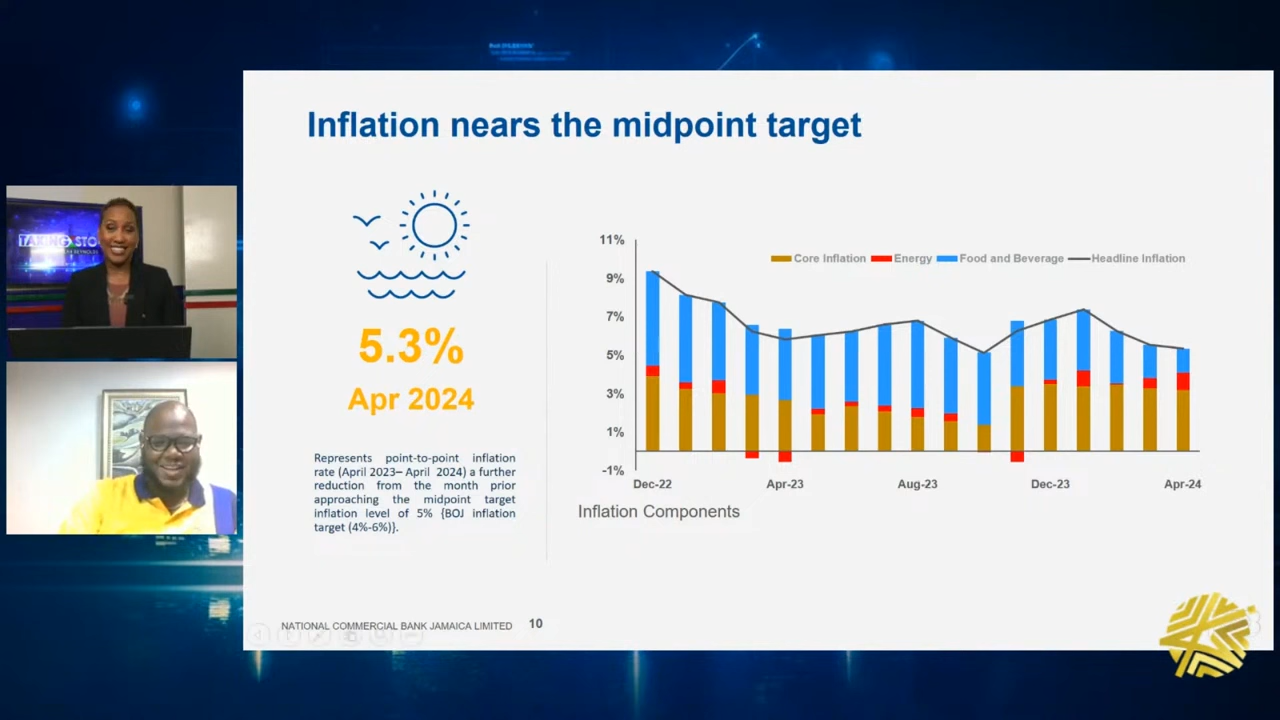 Inflation nears the midpoint target
5.3%
Apr 2024
Represents point-to-point inflation
rate (April 2023– April 2024) a further
reduction from the month prior
approaching the midpoint target
inflation level of 5% {BOJ inflation
target (4%-6%)}.
11%
9%
7%
5%
3%
1%
-1%
Core Inflation Energy Food and Beverage Headline Inflation
Dec-22 Apr-23 Aug-23 Dec-23 Apr-24
Inflation Components
NATIONAL COMMERCIAL BANK JAMAICA LIMITED 10
TAKING STO